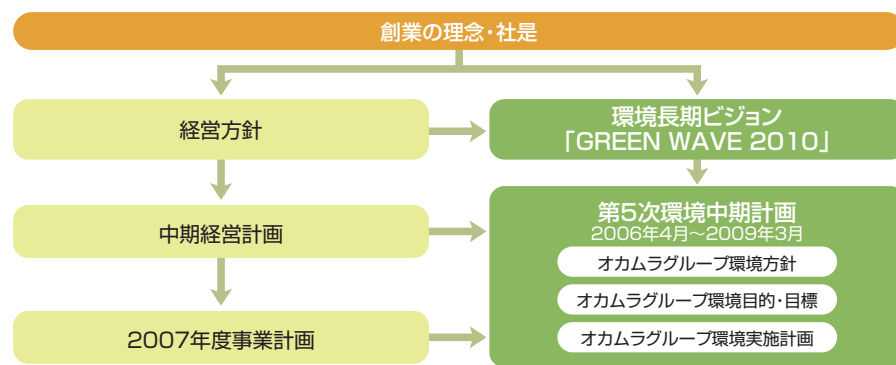 創業の理念・社是
経営方針
環境長期ビジョン
「GREEN WAVE 2010」
中期経営計画
第5次環境中期計画
2006年4月〜2009年3月
オカムラグループ環境方針
オカムラグループ環境目的・目標
2007年度事業計画
オカムラグループ環境実施計画